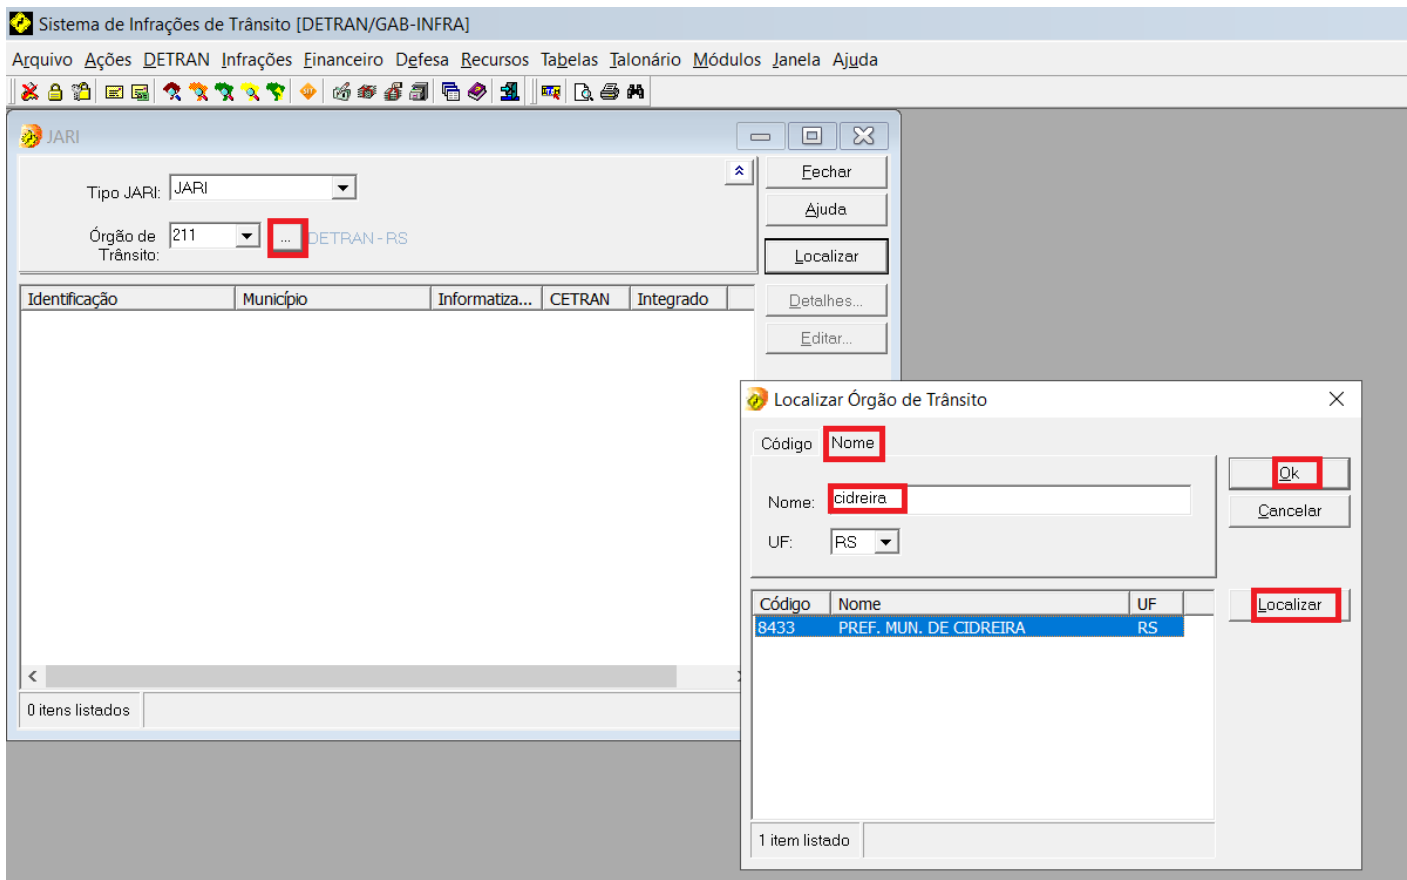 Sistema de Infrações de Trânsito [DETRAN/GAB-INFRA]
Arquivo Ações DETRAN Infrações Financeiro Defesa Recursos Tabelas Talonário Módulos Janela Ajuda
JARI
Tipo JARI: JARI
Órgão de Trânsito: 211 ... DETRAN - RS
Fechar
Ajuda
Localizar
Detalhes...
Editar...
Identificação Município Informatiza... CETRAN Integrado
0 itens listados
Localizar Órgão de Trânsito
Código Nome
Nome: cidreira
UF: RS
Ok
Cancelar
Localizar
Código Nome UF
8433 PREF. MUN. DE CIDREIRA RS
1 item listado